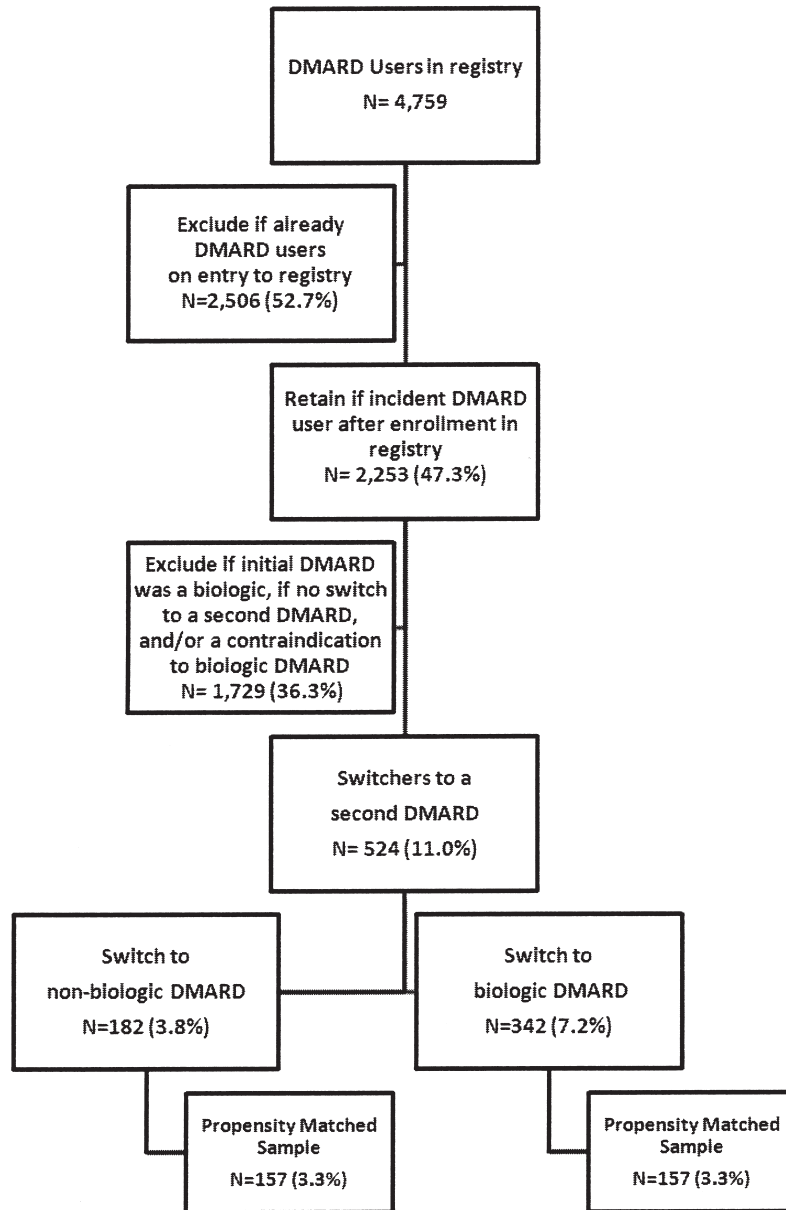 DMARD Users in registry
N= 4,759
Exclude if already
DMARD users
on entry to registry
N=2,506 (52.7%)
Retain if incident DMARD
user after enrollment in
registry
N= 2,253 (47.3%)
Exclude if initial DMARD
was a biologic, if no switch
to a second DMARD,
and/or a contraindication
to biologic DMARD
N= 1,729 (36.3%)
Switchers to a
second DMARD
N= 524 (11.0%)
Switch to
non-biologic DMARD
N=182 (3.8%)
Switch to
biologic DMARD
N=342 (7.2%)
Propensity Matched
Sample
N=157 (3.3%)
Propensity Matched
Sample
N=157 (3.3%)